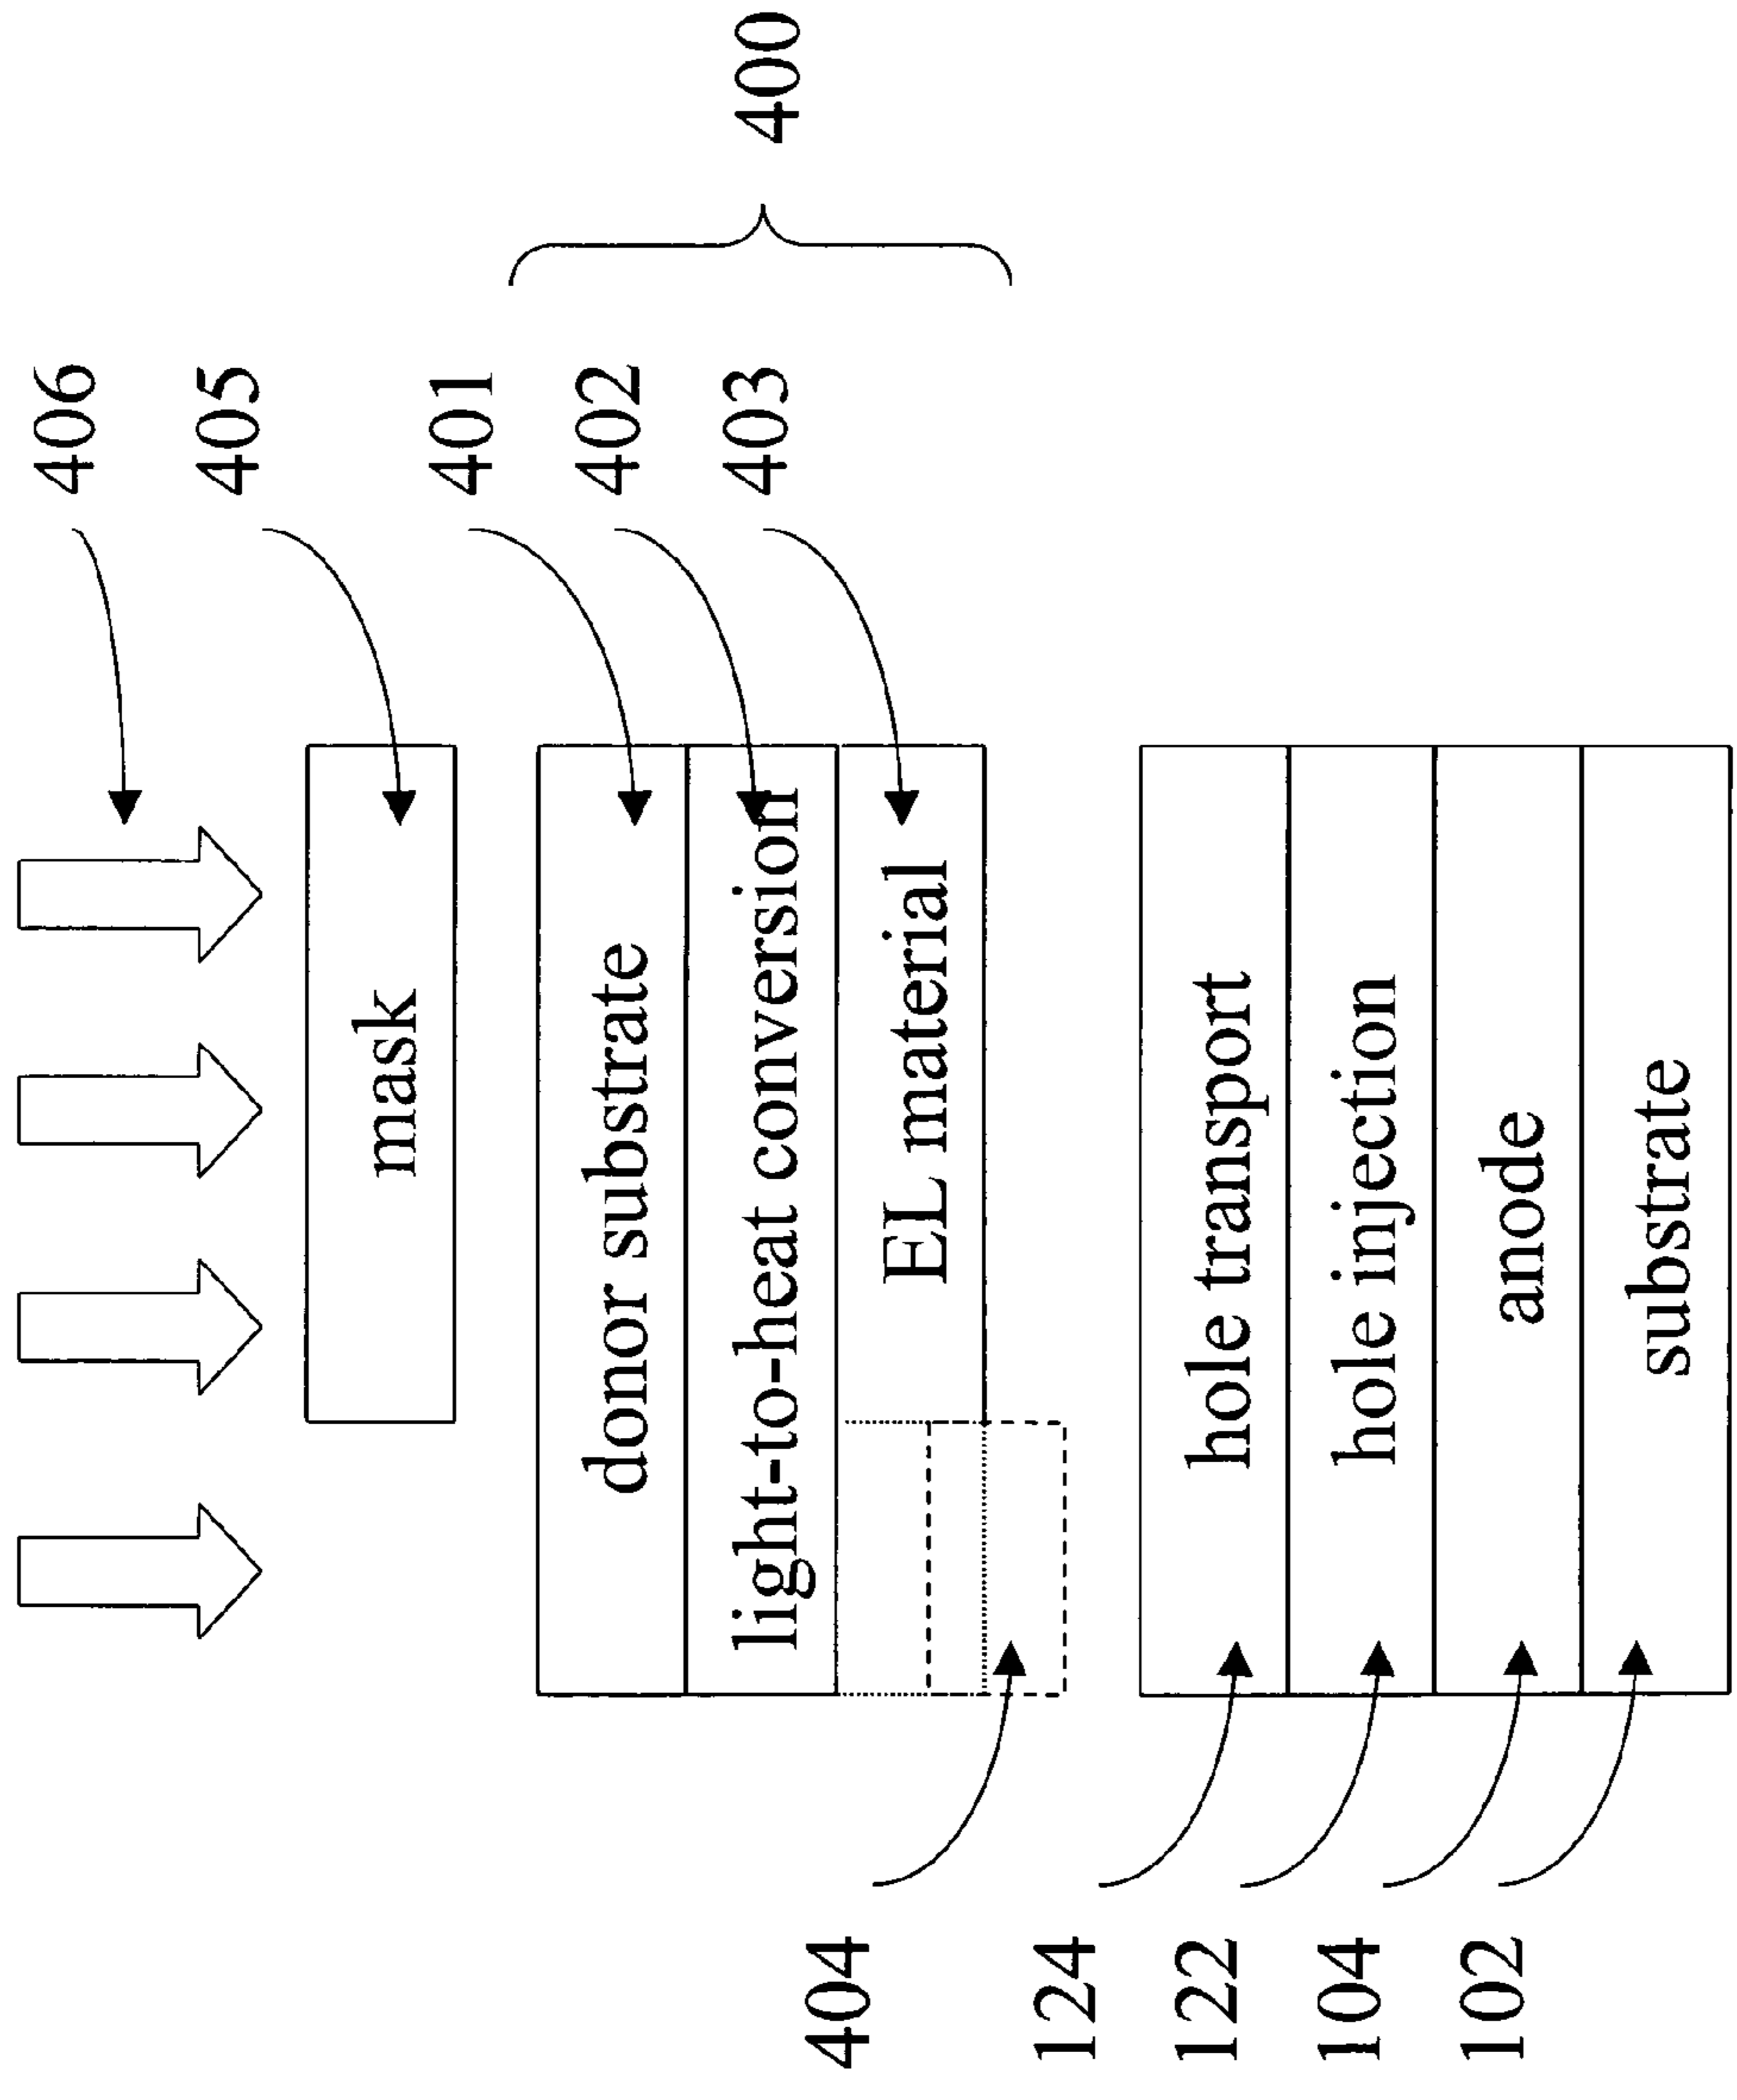 406
405
401
402
403
400
mask
donor substrate
light-to-heat conversion
EL material
hole transport
hole injection
anode
substrate
404
124
122
104
102